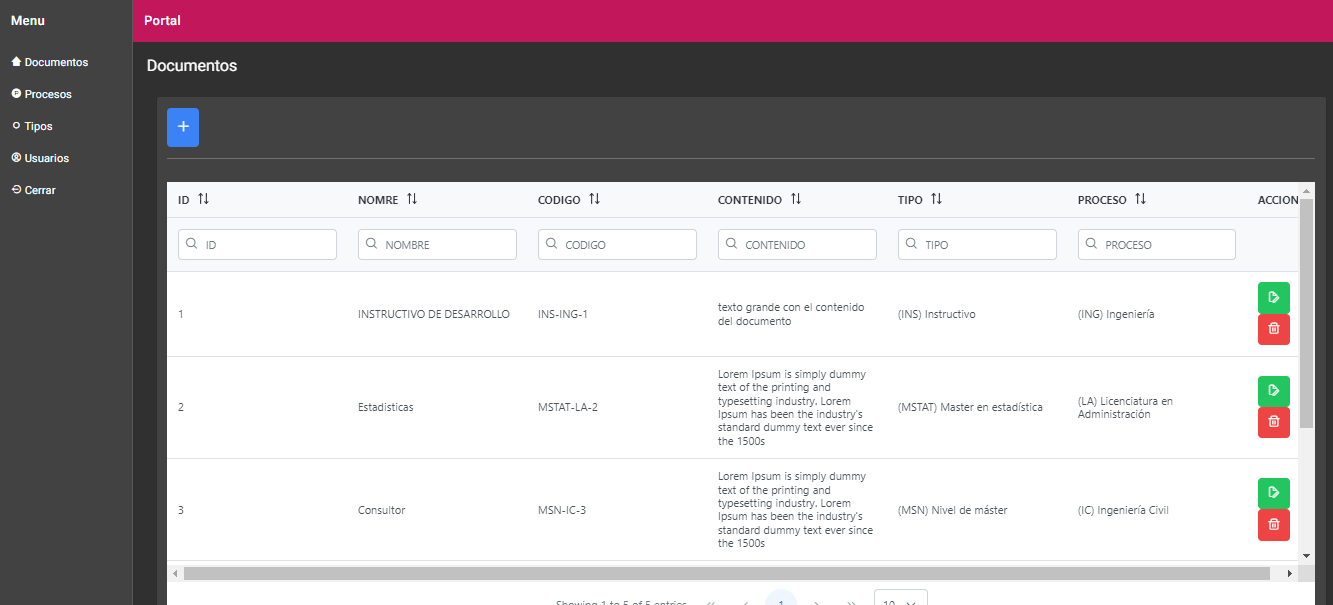 Menu
Portal
Documentos
Procesos
Tipos
Usuarios
Cerrar
Documentos
+
ID NOMRE CODIGO CONTENIDO TIPO PROCESO ACCION
ID NOMBRE CODIGO CONTENIDO TIPO PROCESO
1 INSTRUCTIVO DE DESARROLLO INS-ING-1
texto grande con el contenido
del documento
(INS) Instructivo (ING) Ingeniería
2 Estadisticas MSTAT-LA-2
Lorem Ipsum is simply dummy
text of the printing and
typesetting industry. Lorem
Ipsum has been the industry's
standard dummy text ever since
the 1500s
(MSTAT) Master en estadística
(LA) Licenciatura en
Administración
3 Consultor MSN-IC-3
Lorem Ipsum is simply dummy
text of the printing and
typesetting industry. Lorem
Ipsum has been the industry's
standard dummy text ever since
the 1500s
(MSN) Nivel de máster (IC) Ingeniería Civil
Showing 1 to 5 of 5 entries « ‹ 1 › » 10